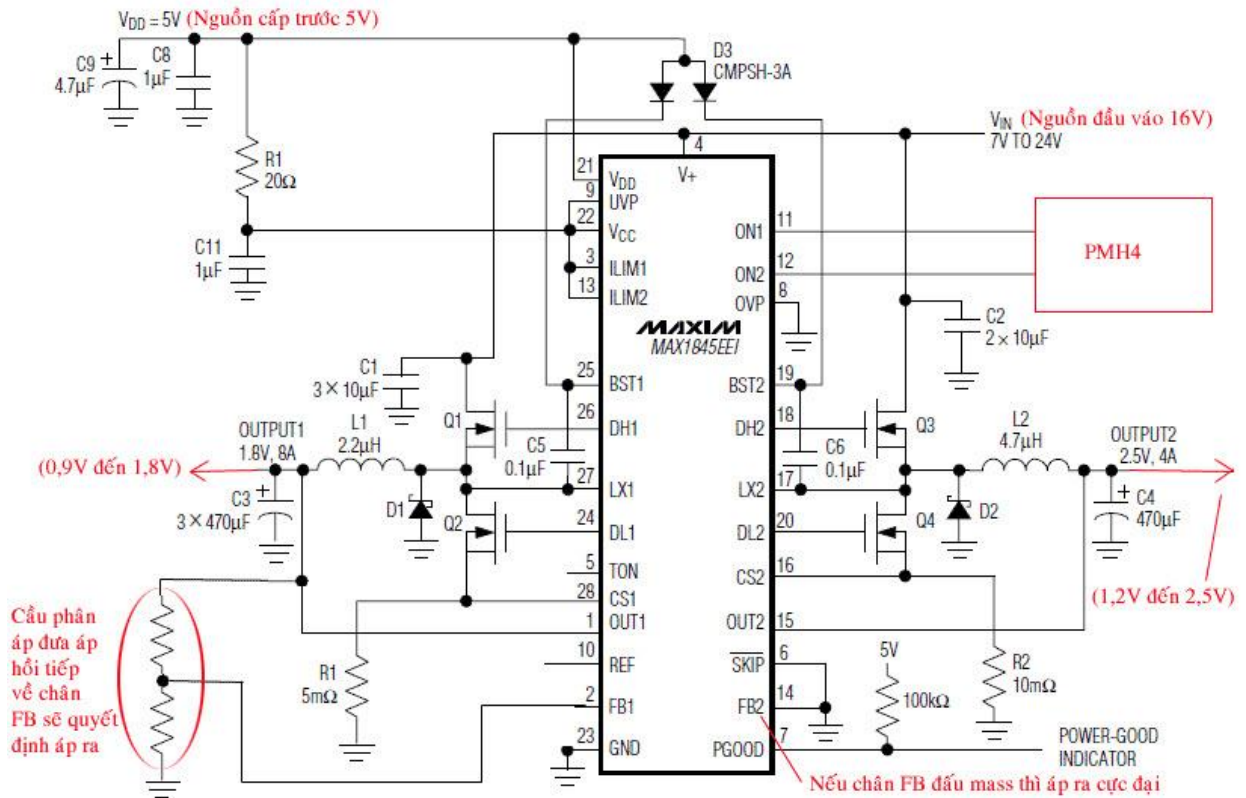 VDD = 5V (Nguồn cấp trước 5V)
C9
4.7µF
+
C8
1µF
D3
CMPSH-3A
VIN (Nguồn đầu váo 16V)
7V TO 24V
R1
20Ω
C11
1µF
4
V+
21
VDD
9
UVP
22
VCC
3
ILIM1
13
ILIM2
11
ON1
12
ON2
8
OVP
PMH4
MAXIM
MAX1845EEI
C1
3 × 10µF
C2
2 × 10µF
25
BST1
19
BST2
26
DH1
18
DH2
Q1
Q3
C5
0.1µF
C6
0.1µF
OUTPUT1
1.8V, 8A
L1
2.2µH
L2
4.7µH
OUTPUT2
2.5V, 4A
(0,9V đến 1,8V)
27
LX1
17
LX2
+
C3
3 × 470µF
D1
Q2
24
DL1
20
DL2
Q4
D2
+
C4
470µF
5
TON
16
CS2
28
CS1
(1,2V đến 2,5V)
1
OUT1
15
OUT2
Cầu phân
áp đưa áp
hồi tiếp
về chân
FB sẽ quyết
định áp ra
10
REF
6
SKIP
R1
5mΩ
5V
100kΩ
R2
10mΩ
2
FB1
14
FB2
23
GND
7
PGOOD
POWER-GOOD
INDICATOR
Nếu chân FB đấu mass thì áp ra cực đại